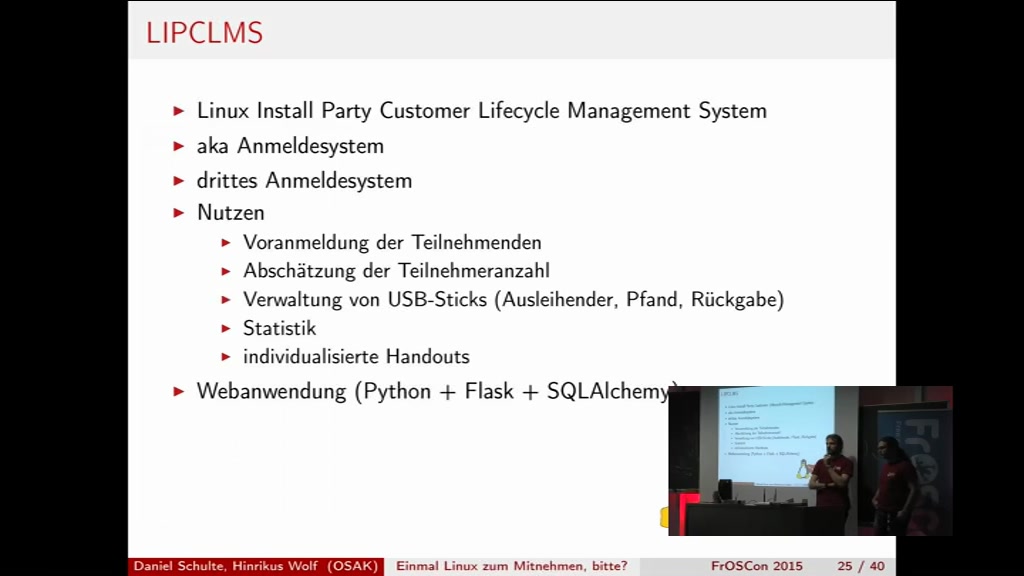 LIPCLMS
Linux Install Party Customer Lifecycle Management System
aka Anmeldesystem
drittes Anmeldesystem
Nutzen
Voranmeldung der Teilnehmenden
Abschätzung der Teilnehmeranzahl
Verwaltung von USB-Sticks (Ausleihender, Pfand, Rückgabe)
Statistik
individualisierte Handouts
Webanwendung (Python + Flask + SQLAlchemy)
Daniel Schulte, Hinrikus Wolf (OSAK) Einmal Linux zum Mitnehmen, bitte? FrOSCon 2015 25 / 40